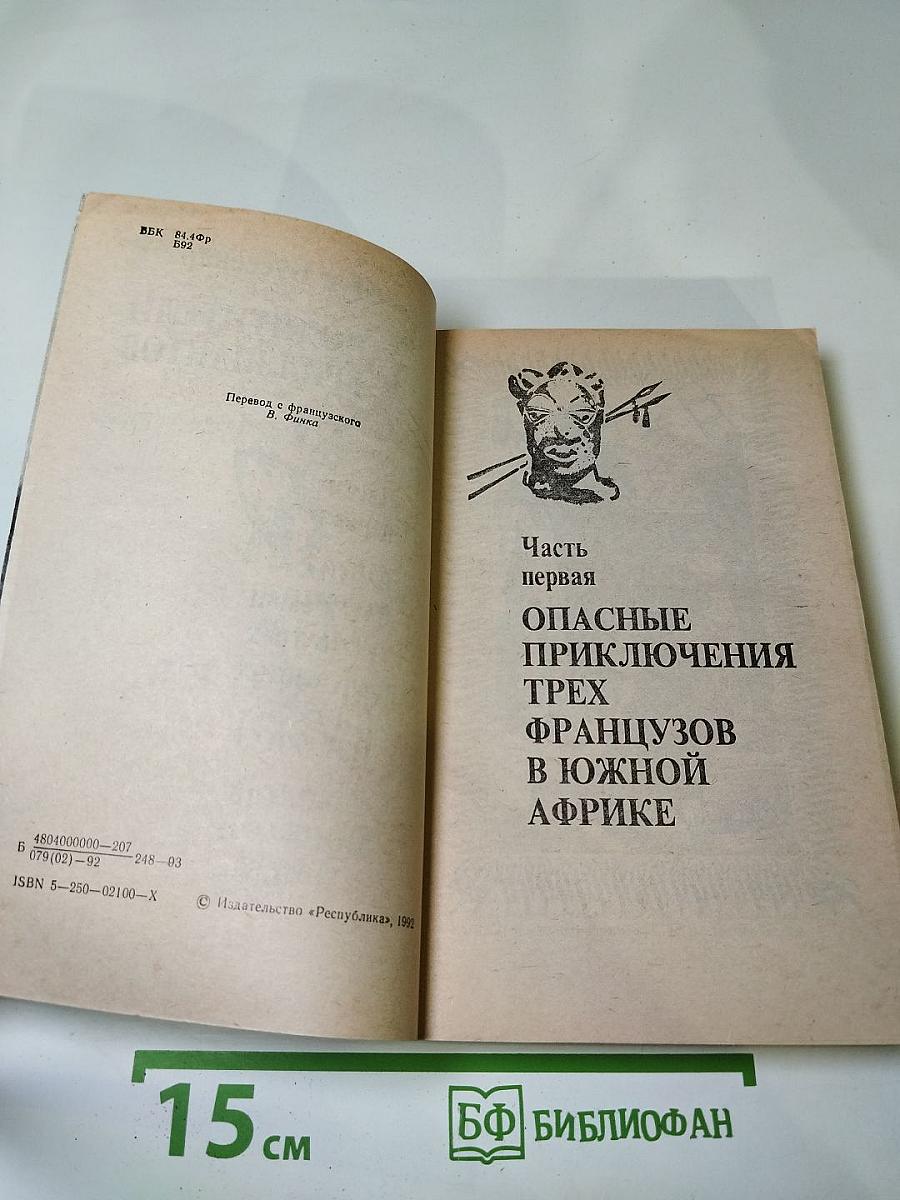 ББК 84.4Фр
Б92
Перевод с французского
В. Финка
Б 4804000000—207
079(02)—92 248—93
ISBN 5—250—02100—X
© Издательство «Республика», 1992
Часть
первая
ОПАСНЫЕ
ПРИКЛЮЧЕНИЯ
ТРЕХ
ФРАНЦУЗОВ
В ЮЖНОЙ
АФРИКЕ
15 см
БФ БИБЛИОФАН